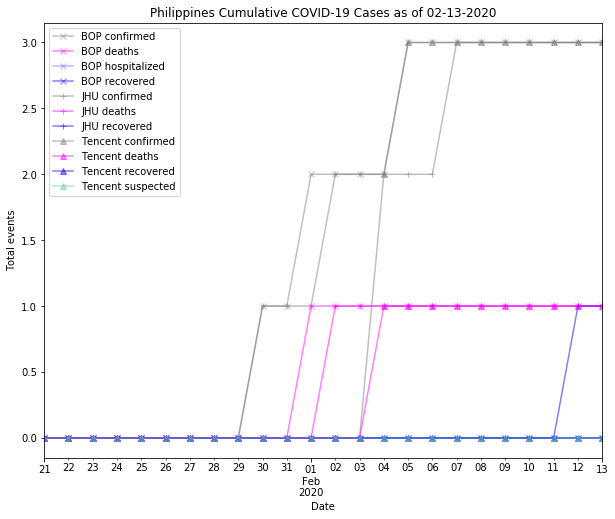 Philippines Cumulative COVID-19 Cases as of 02-13-2020
BOP confirmed
BOP deaths
BOP hospitalized
BOP recovered
JHU confirmed
JHU deaths
JHU recovered
Tencent confirmed
Tencent deaths
Tencent recovered
Tencent suspected
3.0
2.5
2.0
1.5
1.0
0.5
0.0
Total events
21 22 23 24 25 26 27 28 29 30 31 01 02 03 04 05 06 07 08 09 10 11 12 13
Feb
2020
Date